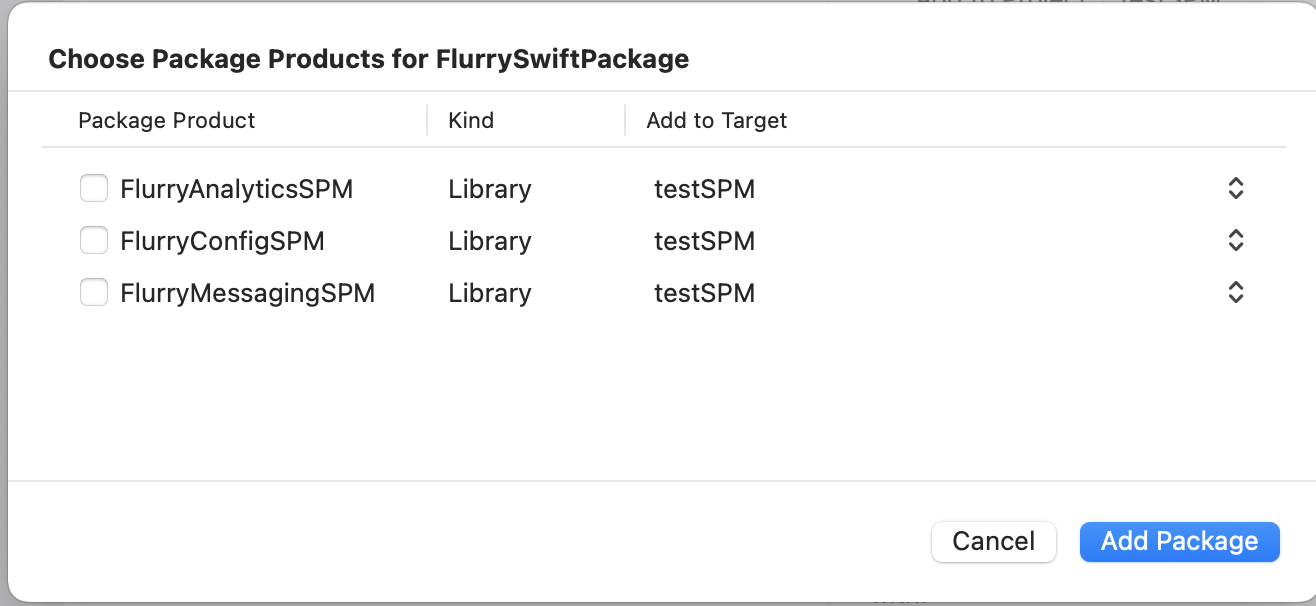 Choose Package Products for FlurrySwiftPackage
Package Product Kind Add to Target
FlurryAnalyticsSPM Library testSPM
FlurryConfigSPM Library testSPM
FlurryMessagingSPM Library testSPM
Cancel Add Package